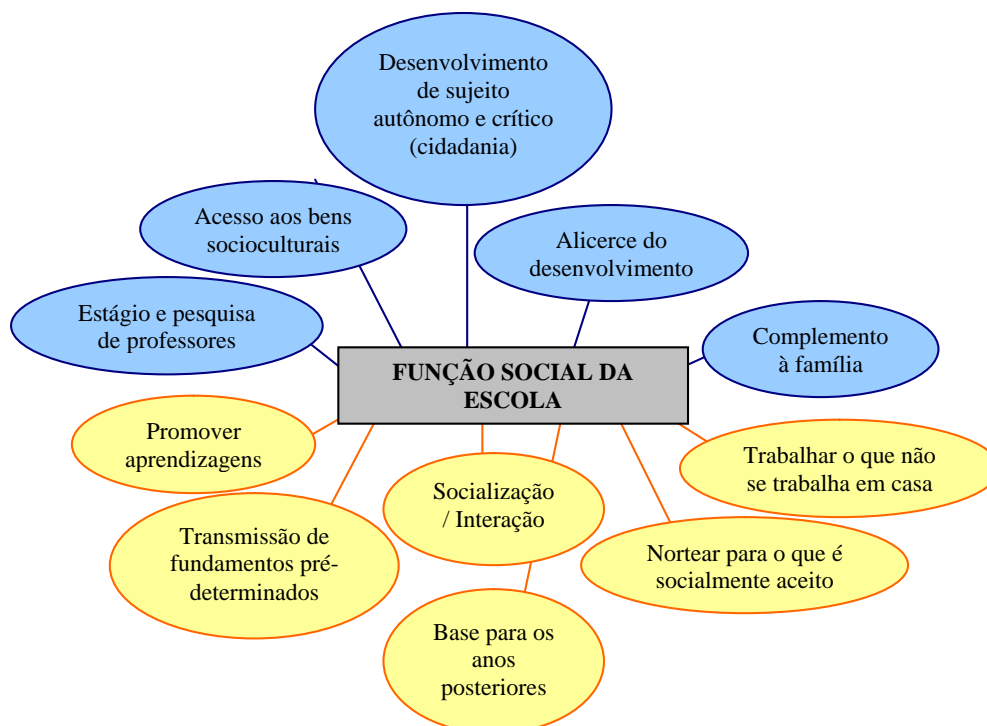 Desenvolvimento
de sujeito
autônomo e crítico
(cidadania)
Acesso aos bens
socioculturais
Alicerce do
desenvolvimento
Estágio e pesquisa
de professores
Complemento
à família
FUNÇÃO SOCIAL DA
ESCOLA
Promover
aprendizagens
Trabalhar o que não
se trabalha em casa
Socialização
/ Interação
Transmissão de
fundamentos pré-
determinados
Nortear para o que é
socialmente aceito
Base para os
anos
posteriores